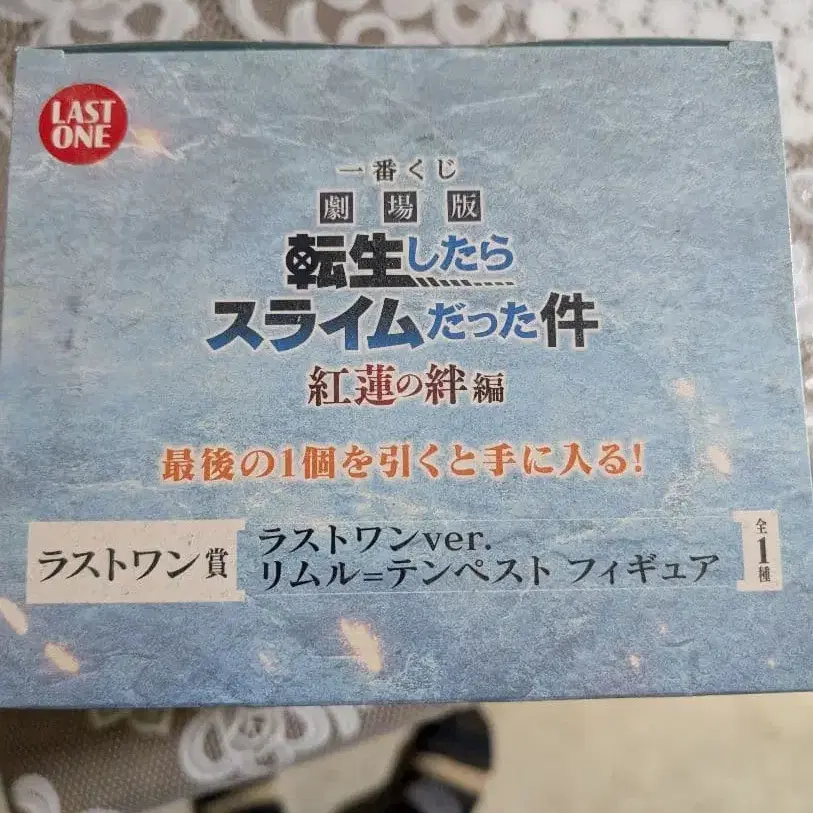 LAST
ONE
一番くじ
劇場版
転生したら
スライムだった件
紅蓮の絆編
最後の1個を引くと手に入る!
ラストワン賞
ラストワンver.
リムル=テンペスト フィギュア
全1種